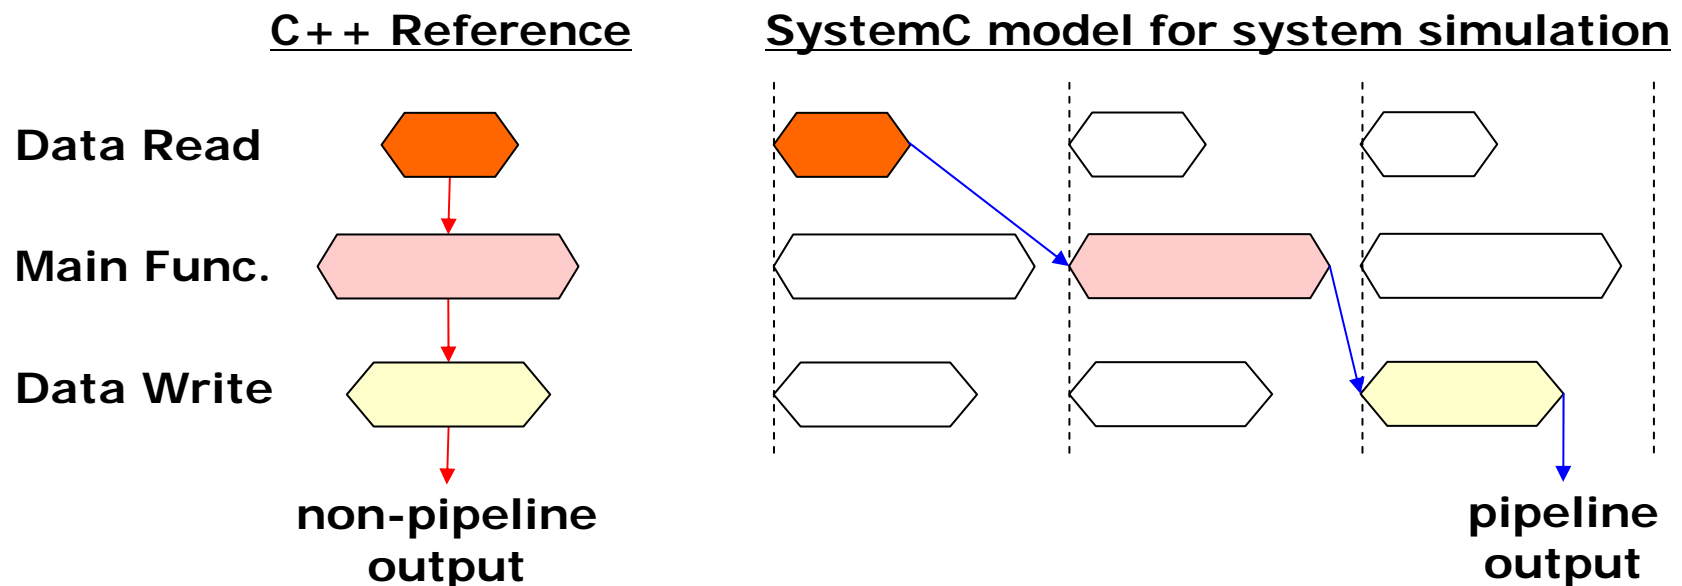 C++ Reference
SystemC model for system simulation
Data Read
Main Func.
Data Write
non-pipeline
output
pipeline
output